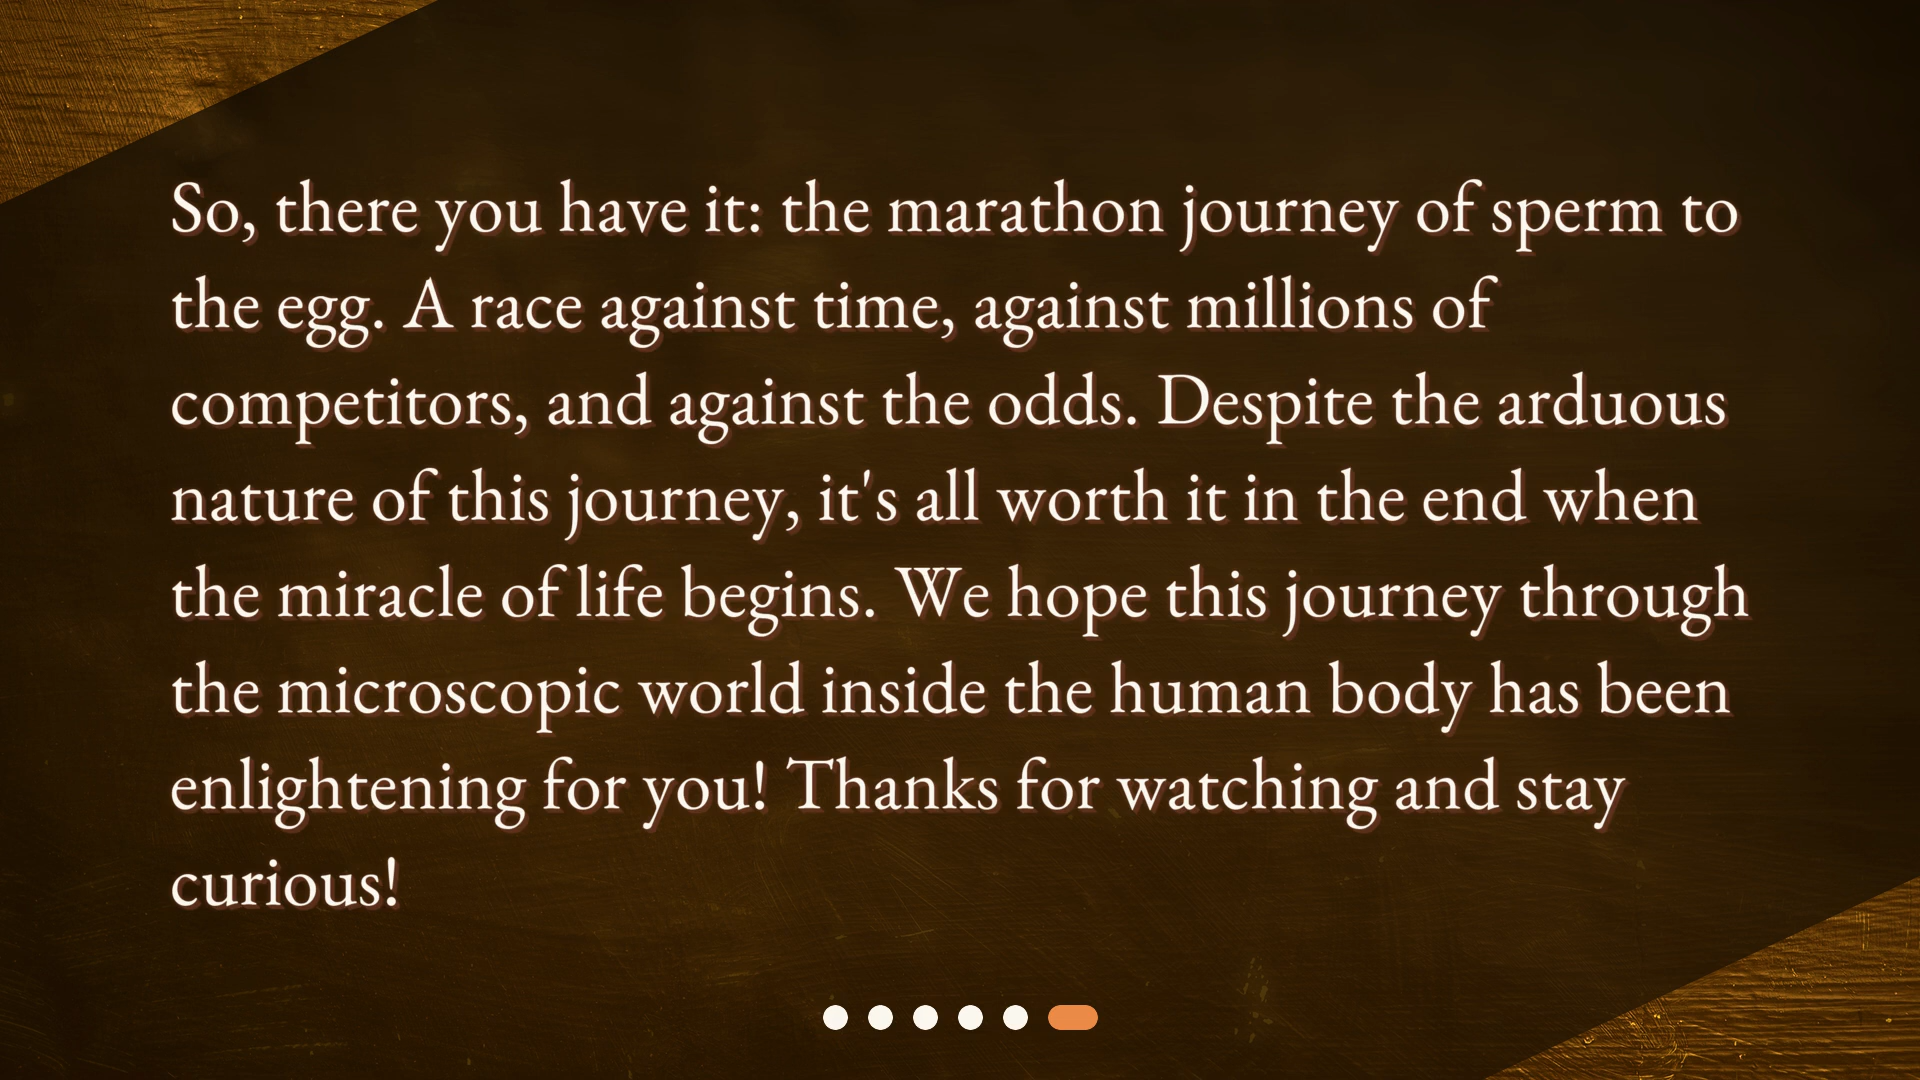 So, there you have it: the marathon journey of sperm to
the egg. A race against time, against millions of
competitors, and against the odds. Despite the arduous
nature of this journey, it's all worth it in the end when
the miracle of life begins. We hope this journey through
the microscopic world inside the human body has been
enlightening for you! Thanks for watching and stay
curious!